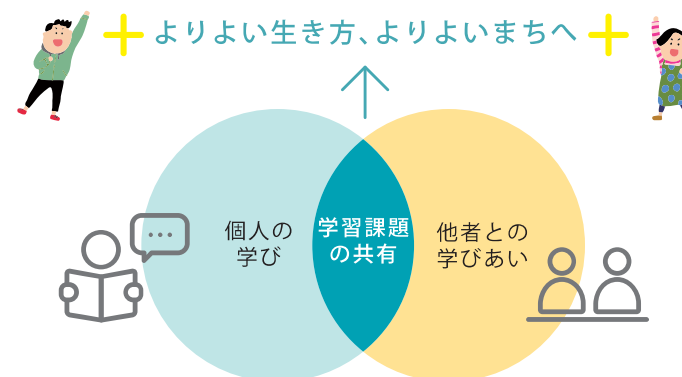 よりよい生き方、よりよいまちへ
個人の
学び
学習課題
の共有
他者との
学びあい